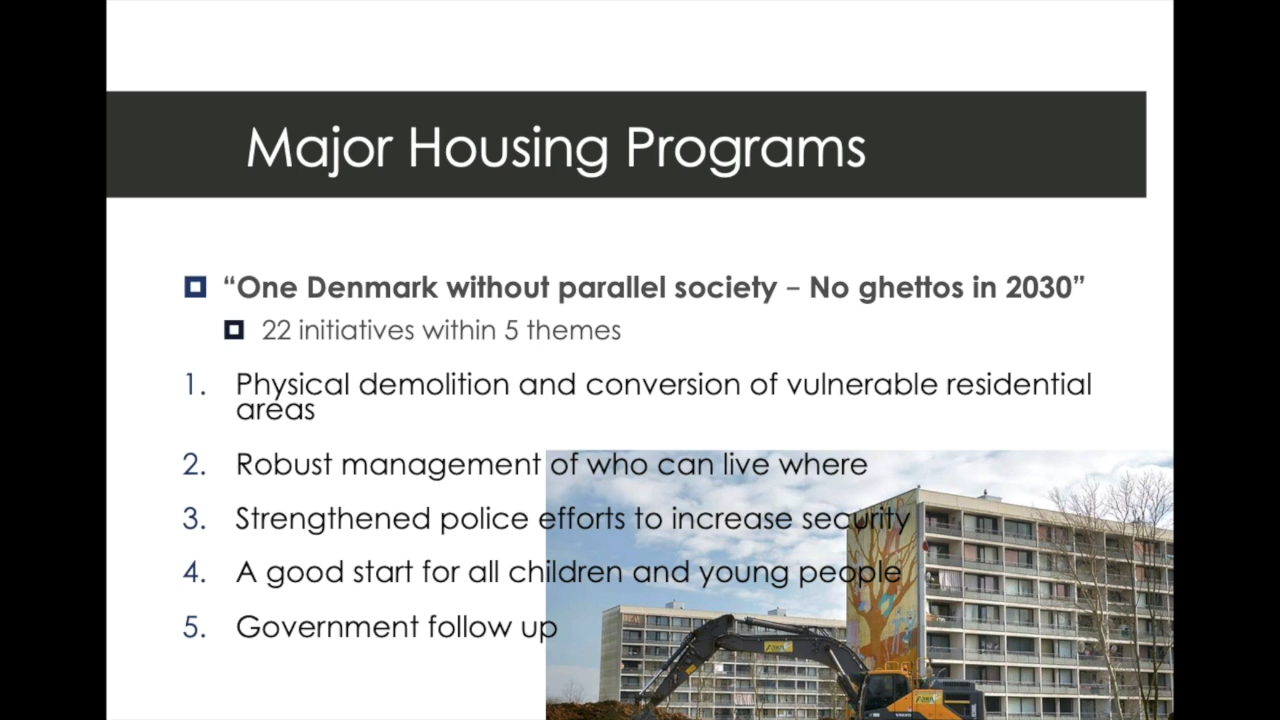 Major Housing Programs
“One Denmark without parallel society – No ghettos in 2030”
22 initiatives within 5 themes
1. Physical demolition and conversion of vulnerable residential
areas
2. Robust management of who can live where
3. Strengthened police efforts to increase security
4. A good start for all children and young people
5. Government follow up